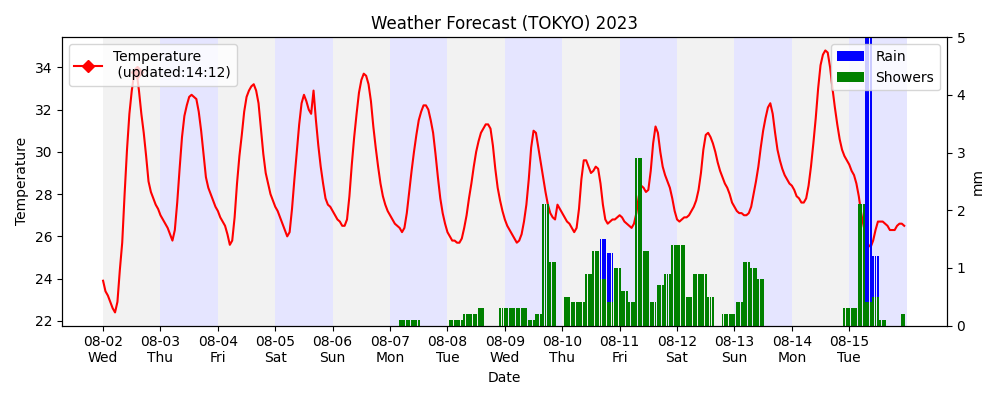 Weather Forecast (TOKYO) 2023
Temperature
(updated:14:12)
Rain
Showers
Temperature
34
32
30
28
26
24
22
5
4
3
2
1
0
mm
08-02 08-03 08-04 08-05 08-06 08-07 08-08 08-09 08-10 08-11 08-12 08-13 08-14 08-15
Wed Thu Fri Sat Sun Mon Tue Wed Thu Fri Sat Sun Mon Tue
Date